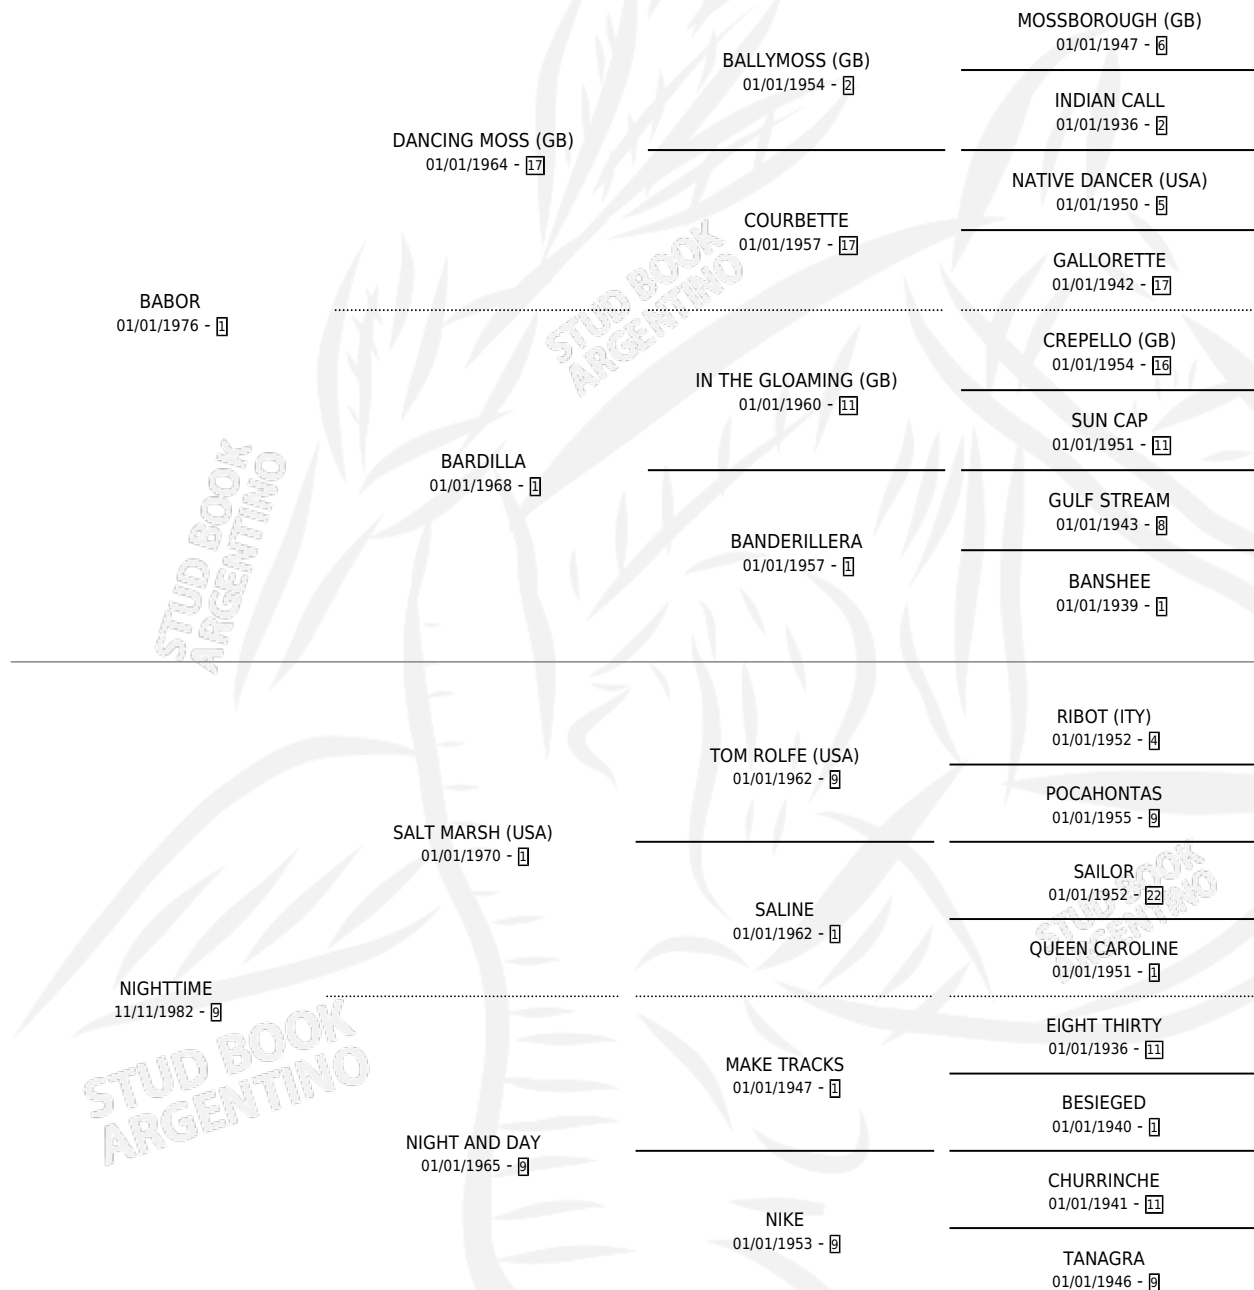 MOSSBOROUGH (GB)
01/01/1947 - 6
BALLYMOSS (GB)
01/01/1954 - 2
INDIAN CALL
01/01/1936 - 2
DANCING MOSS (GB)
01/01/1964 - 17
NATIVE DANCER (USA)
01/01/1950 - 5
COURBETTE
01/01/1957 - 17
GALLORETTE
01/01/1942 - 17
BABOR
01/01/1976 - 1
CREPELLO (GB)
01/01/1954 - 16
IN THE GLOAMING (GB)
01/01/1960 - 11
SUN CAP
01/01/1951 - 11
BARDILLA
01/01/1968 - 1
GULF STREAM
01/01/1943 - 8
BANDERILLERA
01/01/1957 - 1
BANSHEE
01/01/1939 - 1
RIBOT (ITY)
01/01/1952 - 4
TOM ROLFE (USA)
01/01/1962 - 9
POCAHONTAS
01/01/1955 - 9
SALT MARSH (USA)
01/01/1970 - 1
SAILOR
01/01/1952 - 22
SALINE
01/01/1962 - 1
QUEEN CAROLINE
01/01/1951 - 1
NIGHTTIME
11/11/1982 - 9
EIGHT THIRTY
01/01/1936 - 11
MAKE TRACKS
01/01/1947 - 1
BESIEGED
01/01/1940 - 1
NIGHT AND DAY
01/01/1965 - 9
CHURRINCHE
01/01/1941 - 11
NIKE
01/01/1953 - 9
TANAGRA
01/01/1946 - 9
STUD BOOK
ARGENTINO
STUD BOOK
ARGENTINO
STUD BOOK
ARGENTINO
STUD BOOK
ARGENTINO